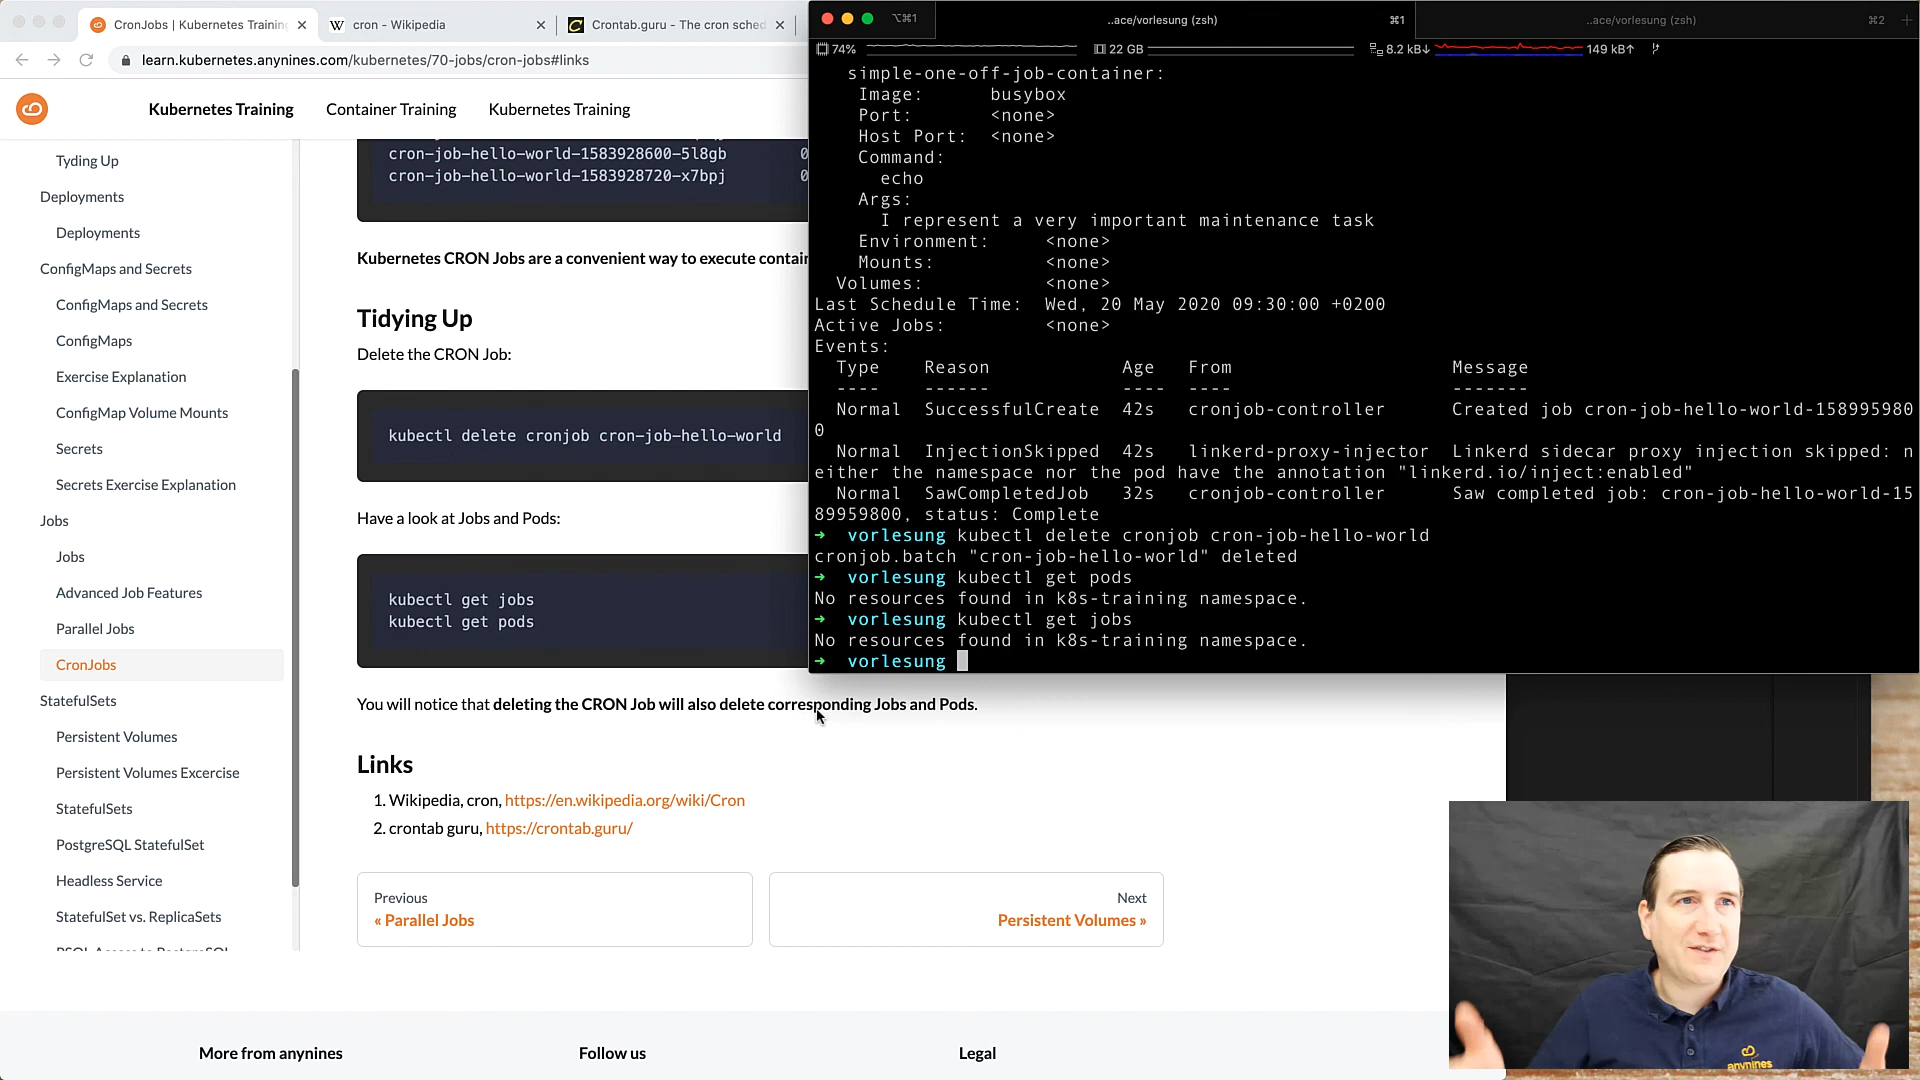 CronJobs | Kubernetes Training
cron - Wikipedia
Crontab.guru - The cron sched
learn.kubernetes.anynines.com/kubernetes/70-jobs/cron-jobs#links
Kubernetes Training
Container Training
Kubernetes Training
Tyding Up
Deployments
Deployments
ConfigMaps and Secrets
ConfigMaps and Secrets
ConfigMaps
Exercise Explanation
ConfigMap Volume Mounts
Secrets
Secrets Exercise Explanation
Jobs
Jobs
Advanced Job Features
Parallel Jobs
CronJobs
StatefulSets
Persistent Volumes
Persistent Volumes Excercise
StatefulSets
PostgreSQL StatefulSet
Headless Service
StatefulSet vs. ReplicaSets
PSQL Access to PostgreSQL
cron-job-hello-world-1583928600-5l8gb 0
cron-job-hello-world-1583928720-x7bpj 0
Kubernetes CRON Jobs are a convenient way to execute contain
Tidying Up
Delete the CRON Job:
kubectl delete cronjob cron-job-hello-world
Have a look at Jobs and Pods:
kubectl get jobs
kubectl get pods
You will notice that deleting the CRON Job will also delete corresponding Jobs and Pods.
Links
1. Wikipedia, cron, https://en.wikipedia.org/wiki/Cron
2. crontab guru, https://crontab.guru/
Previous
« Parallel Jobs
Next
Persistent Volumes »
More from anynines
Follow us
Legal
⌥⌘1
..ace/vorlesung (zsh)
⌘1
..ace/vorlesung (zsh)
⌘2
74%
22 GB
8.2 kB↓
149 kB↑
simple-one-off-job-container:
Image: busybox
Port: <none>
Host Port: <none>
Command:
echo
Args:
I represent a very important maintenance task
Environment: <none>
Mounts: <none>
Volumes: <none>
Last Schedule Time: Wed, 20 May 2020 09:30:00 +0200
Active Jobs: <none>
Events:
Type Reason Age From Message
---- ------ ---- ---- -------
Normal SuccessfulCreate 42s cronjob-controller Created job cron-job-hello-world-158995980
0
Normal InjectionSkipped 42s linkerd-proxy-injector Linkerd sidecar proxy injection skipped: n
either the namespace nor the pod have the annotation "linkerd.io/inject:enabled"
Normal SawCompletedJob 32s cronjob-controller Saw completed job: cron-job-hello-world-15
89959800, status: Complete
➜ vorlesung kubectl delete cronjob cron-job-hello-world
cronjob.batch "cron-job-hello-world" deleted
➜ vorlesung kubectl get pods
No resources found in k8s-training namespace.
➜ vorlesung kubectl get jobs
No resources found in k8s-training namespace.
➜ vorlesung
anynines